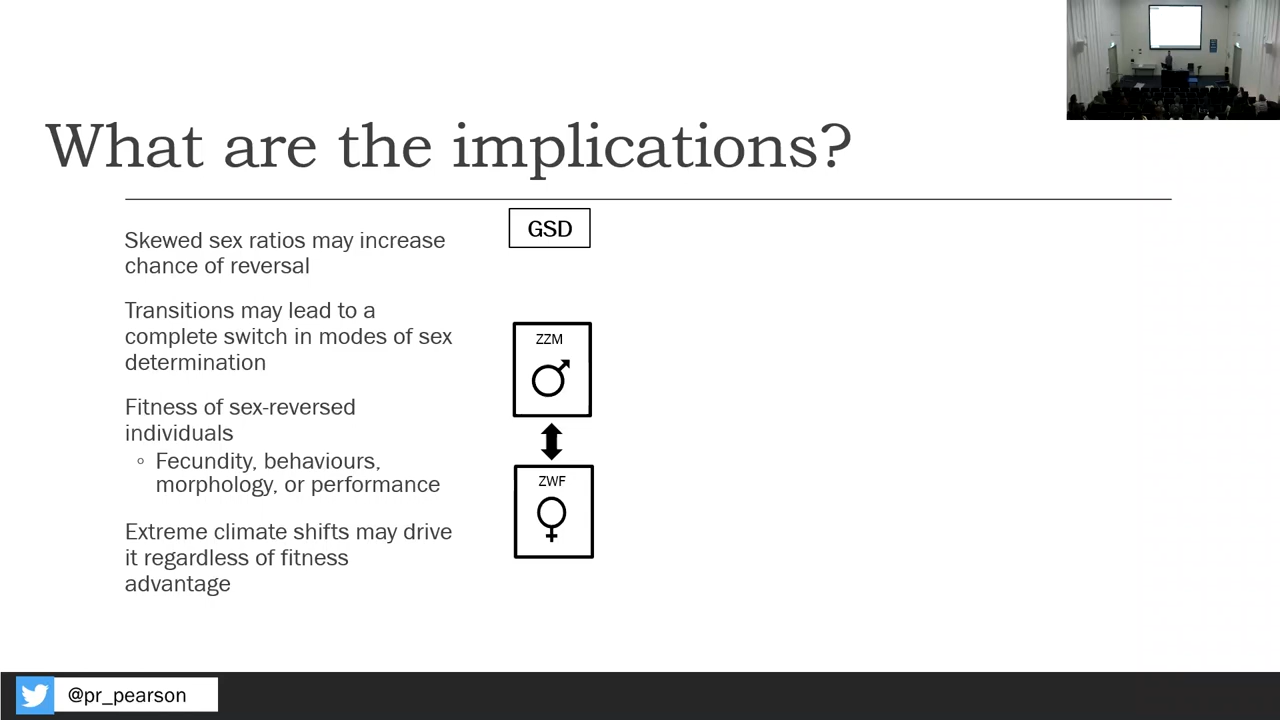 What are the implications?
Skewed sex ratios may increase
chance of reversal
Transitions may lead to a
complete switch in modes of sex
determination
Fitness of sex-reversed
individuals
Fecundity, behaviours,
morphology, or performance
Extreme climate shifts may drive
it regardless of fitness
advantage
GSD
ZZM
ZWF
@pr_pearson